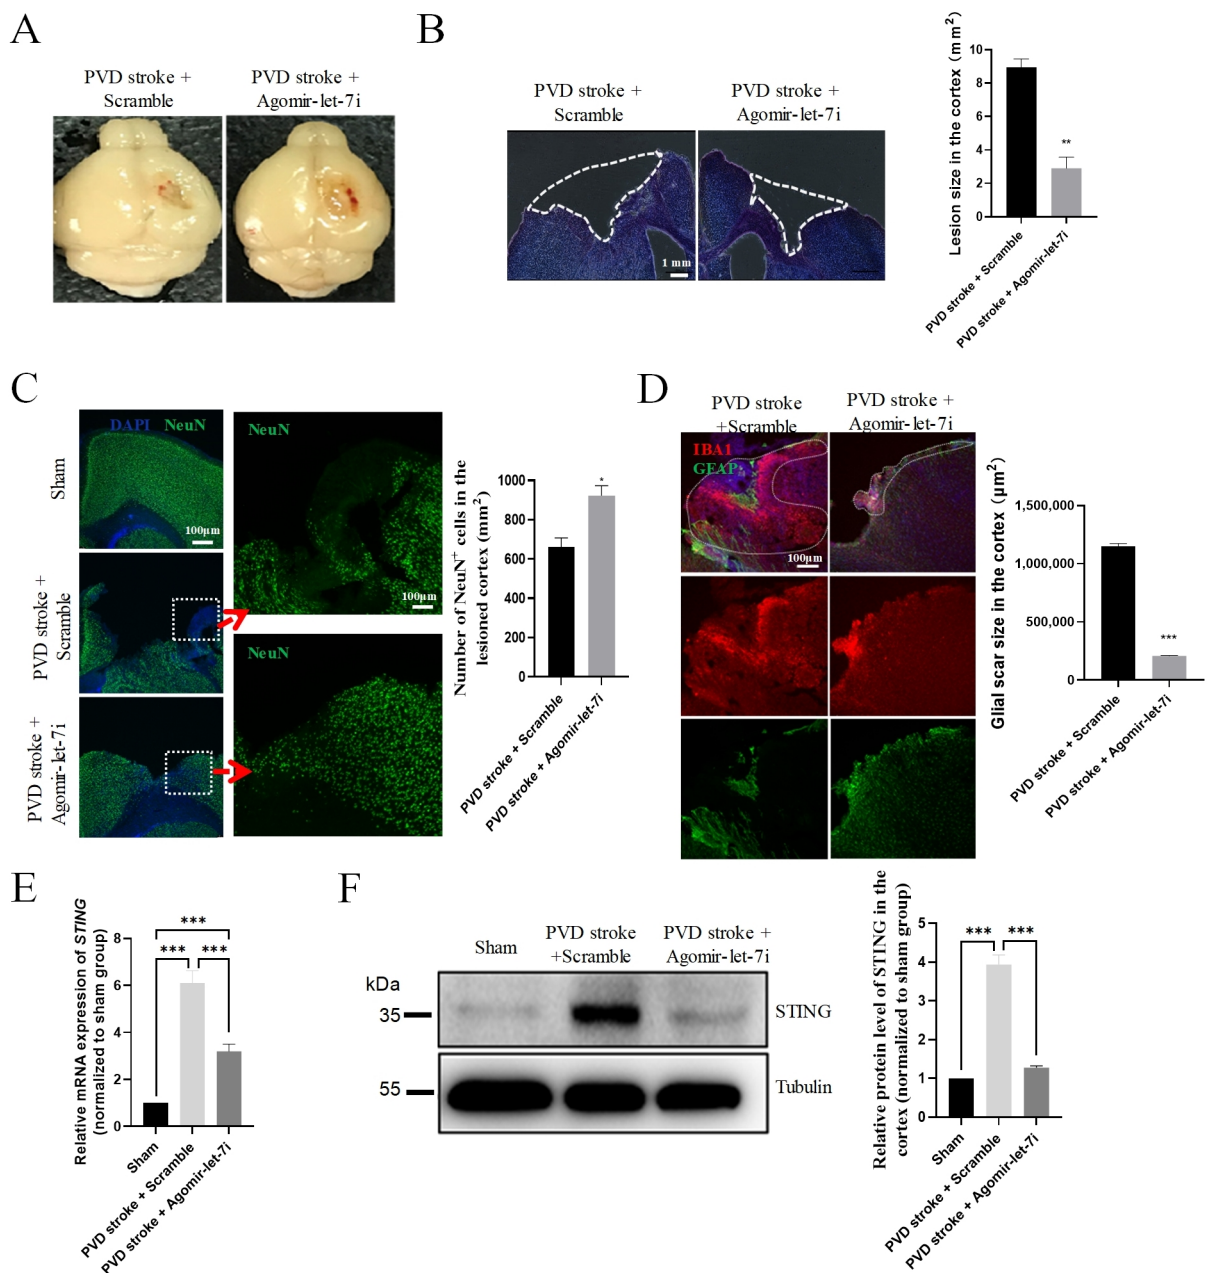 A
PVD stroke +
Scramble
PVD stroke +
Agomir-let-7i
B
PVD stroke +
Scramble
PVD stroke +
Agomir-let-7i
1 mm
Lesion size in the cortex (mm²)
10
8
6
4
2
0
**
PVD stroke + Scramble
PVD stroke + Agomir-let-7i
C
Sham
DAPI NeuN
100μm
PVD stroke +
Scramble
PVD stroke +
Agomir-let-7i
NeuN
100μm
NeuN
Number of NeuN⁺ cells in the
lesioned cortex (mm²)
1000
800
600
400
200
0
*
PVD stroke + Scramble
PVD stroke + Agomir-let-7i
D
PVD stroke
+Scramble
PVD stroke +
Agomir-let-7i
IBA1
GFAP
100μm
Glial scar size in the cortex (μm²)
1,500,000
1,000,000
500,000
0
***
PVD stroke + Scramble
PVD stroke + Agomir-let-7i
E
Relative mRNA expression of STING
(normalized to sham group)
8
6
4
2
0
***
***
***
Sham
PVD stroke + Scramble
PVD stroke + Agomir-let-7i
F
Sham
PVD stroke
+Scramble
PVD stroke +
Agomir-let-7i
kDa
35
STING
55
Tubulin
Relative protein level of STING in the
cortex (normalized to sham group)
5
4
3
2
1
0
***
***
Sham
PVD stroke + Scramble
PVD stroke + Agomir-let-7i